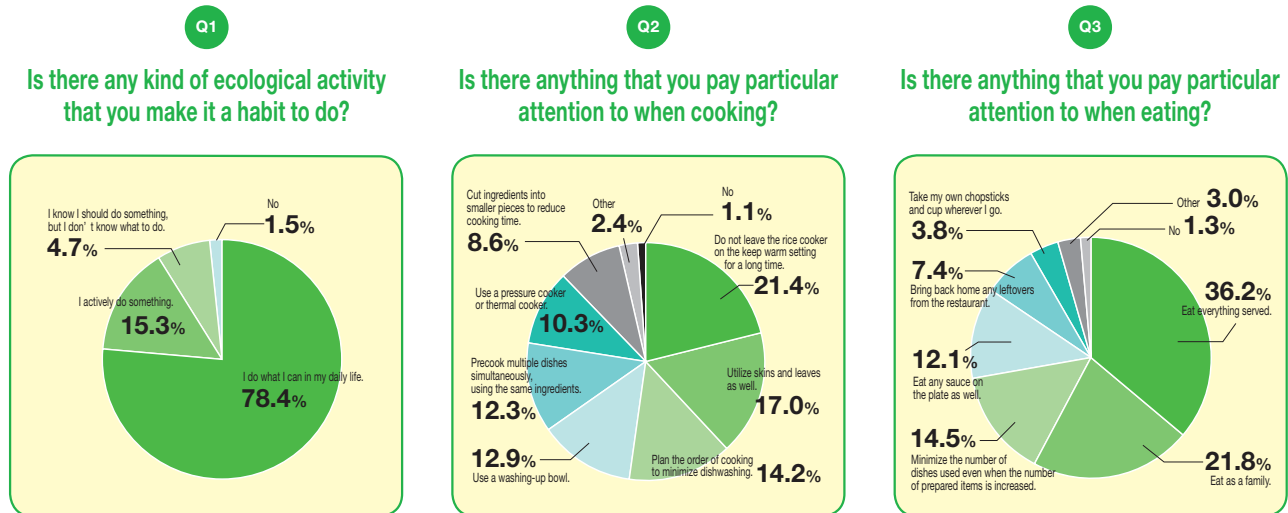 Q1
Is there any kind of ecological activity
that you make it a habit to do?
No
1.5%
I know I should do something,
but I don' t know what to do.
4.7%
I actively do something.
15.3%
I do what I can in my daily life.
78.4%
Q2
Is there anything that you pay particular
attention to when cooking?
Cut ingredients into
smaller pieces to reduce
cooking time.
8.6%
Other
2.4%
No
1.1%
Do not leave the rice cooker
on the keep warm setting
for a long time.
21.4%
Use a pressure cooker
or thermal cooker.
10.3%
Precook multiple dishes
simultaneously,
using the same ingredients.
12.3%
Utilize skins and leaves
as well.
17.0%
12.9%
Use a washing-up bowl.
Plan the order of cooking
to minimize dishwashing.
14.2%
Q3
Is there anything that you pay particular
attention to when eating?
Take my own chopsticks
and cup wherever I go.
3.8%
Other 3.0%
No 1.3%
7.4%
Bring back home any leftovers
from the restaurant.
36.2%
Eat everything served.
12.1%
Eat any sauce on
the plate as well.
14.5%
Minimize the number of
dishes used even when the number
of prepared items is increased.
21.8%
Eat as a family.